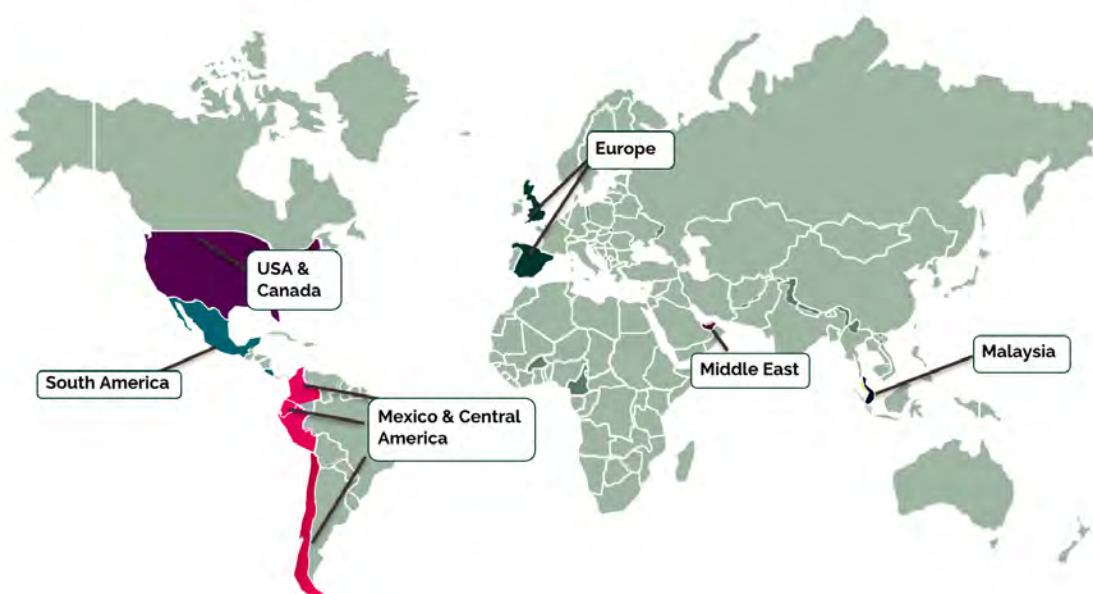 Europe
USA &
Canada
South America
Mexico & Central
America
Middle East
Malaysia